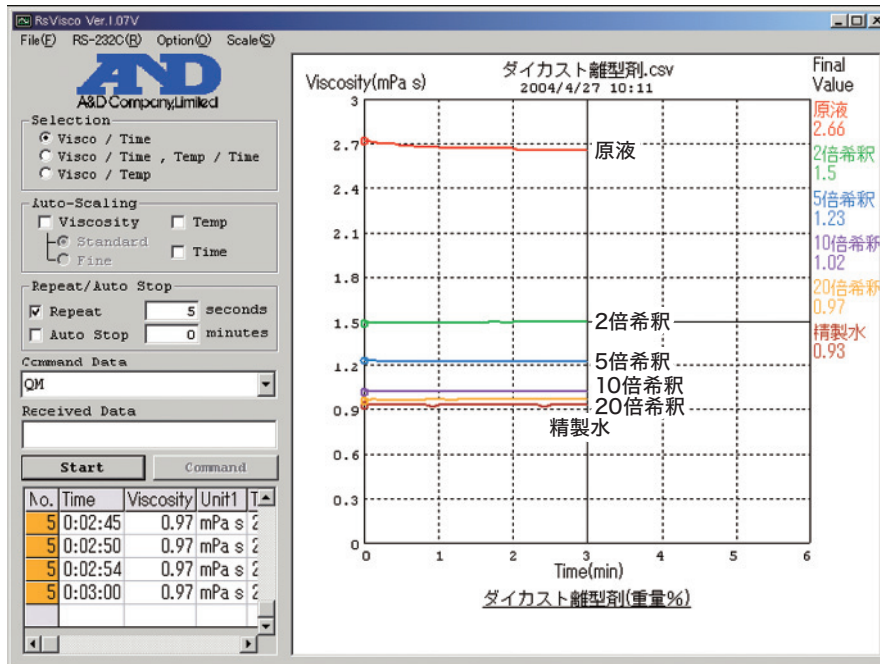 RsVisco Ver.1.07V
File(F) RS-232C(R) Option(O) Scale(S)
AND
A&D Company,Limited
Selection
Visco / Time
Visco / Time , Temp / Time
Visco / Temp
Auto-Scaling
Viscosity Temp
Standard
Fine
Time
Repeat/Auto Stop
Repeat 5 seconds
Auto Stop 0 minutes
Command Data
QM
Received Data
Start Command
No. Time Viscosity Unit1 T
5 0:02:45 0.97 mPa s 2
5 0:02:50 0.97 mPa s 2
5 0:02:54 0.97 mPa s 2
5 0:03:00 0.97 mPa s 2
Viscosity(mPa s)
ダイカスト離型剤.csv
2004/4/27 10:11
3
2.7
2.4
2.1
1.8
1.5
1.2
0.9
0.6
0.3
0
0 1 2 3 4 5 6
Time(min)
原液
2倍希釈
5倍希釈
10倍希釈
20倍希釈
精製水
ダイカスト離型剤(重量%)
Final
Value
原液
2.66
2倍希釈
1.5
5倍希釈
1.23
10倍希釈
1.02
20倍希釈
0.97
精製水
0.93